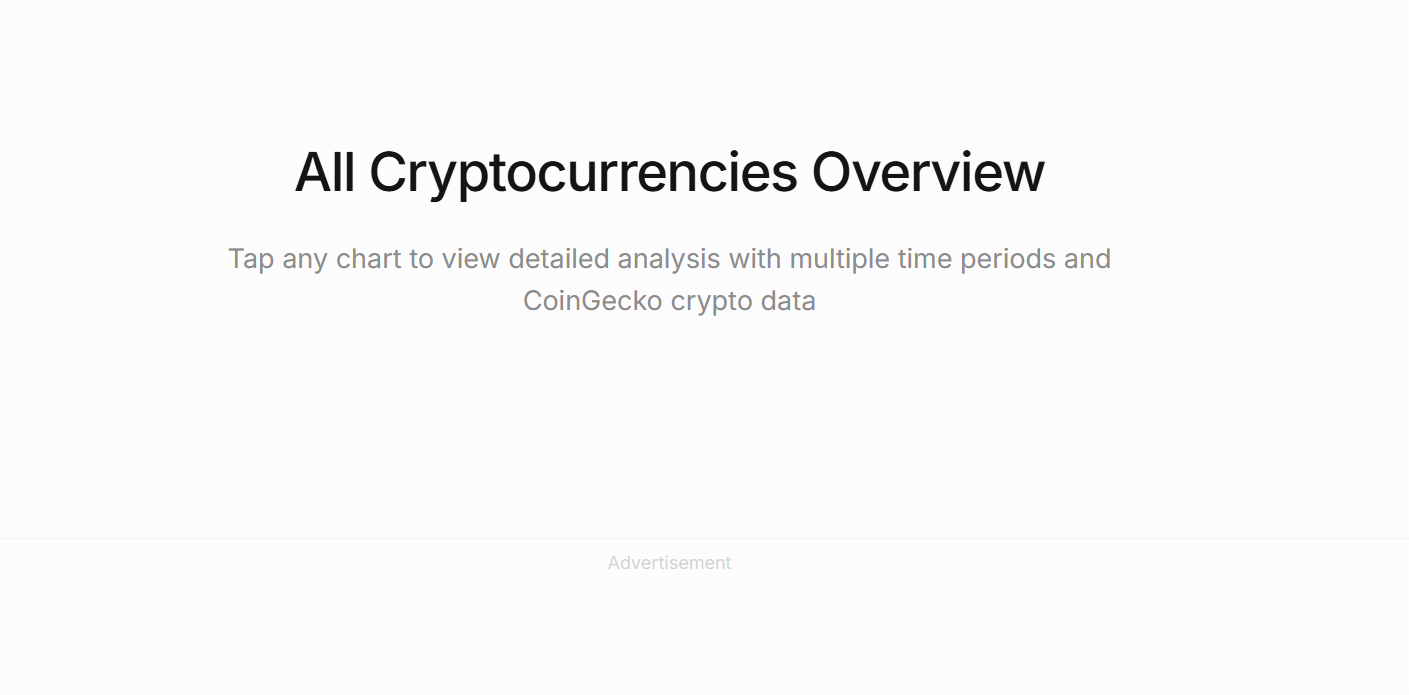 All Cryptocurrencies Overview
Tap any chart to view detailed analysis with multiple time periods and
CoinGecko crypto data
Advertisement